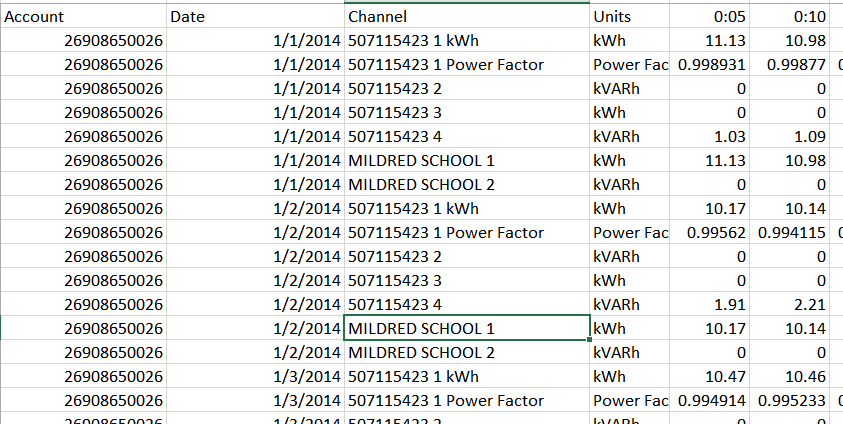 Account Date Channel Units 0:05 0:10
26908650026 1/1/2014 507115423 1 kWh kWh 11.13 10.98
26908650026 1/1/2014 507115423 1 Power Factor Power Fac 0.998931 0.99877
26908650026 1/1/2014 507115423 2 kVARh 0 0
26908650026 1/1/2014 507115423 3 kWh 0 0
26908650026 1/1/2014 507115423 4 kVARh 1.03 1.09
26908650026 1/1/2014 MILDRED SCHOOL 1 kWh 11.13 10.98
26908650026 1/1/2014 MILDRED SCHOOL 2 kVARh 0 0
26908650026 1/2/2014 507115423 1 kWh kWh 10.17 10.14
26908650026 1/2/2014 507115423 1 Power Factor Power Fac 0.99562 0.994115
26908650026 1/2/2014 507115423 2 kVARh 0 0
26908650026 1/2/2014 507115423 3 kWh 0 0
26908650026 1/2/2014 507115423 4 kVARh 1.91 2.21
26908650026 1/2/2014 MILDRED SCHOOL 1 kWh 10.17 10.14
26908650026 1/2/2014 MILDRED SCHOOL 2 kVARh 0 0
26908650026 1/3/2014 507115423 1 kWh kWh 10.47 10.46
26908650026 1/3/2014 507115423 1 Power Factor Power Fac 0.994914 0.995233